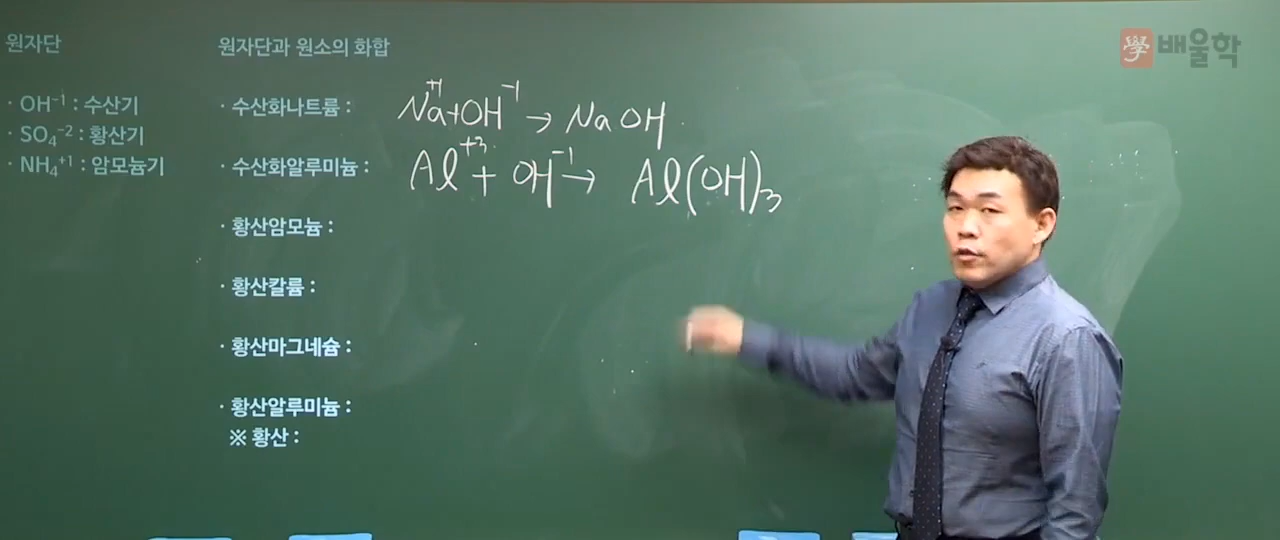 學 배울학
원자단
· OH⁻¹ : 수산기
· SO₄⁻² : 황산기
· NH₄⁺¹ : 암모늄기
원자단과 원소의 화합
· 수산화나트륨 : Na⁺¹+OH⁻¹ → NaOH
· 수산화알루미늄 : Al⁺³ + OH⁻¹ → Al(OH)₃
· 황산암모늄 :
· 황산칼륨 :
· 황산마그네슘 :
· 황산알루미늄 :
※ 황산 :